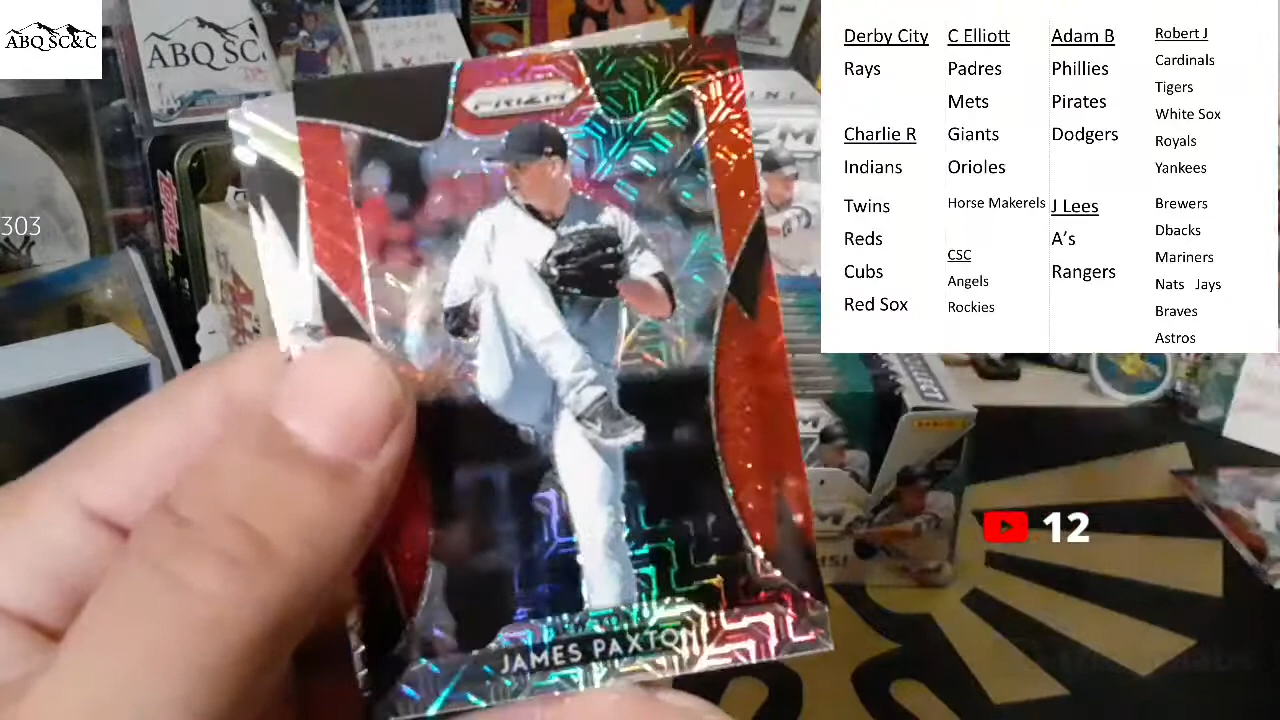 ABQ SC&C
ABQ SC
303
PRIZM
JAMES PAXTON
Derby City
Rays
Charlie R
Indians
Twins
Reds
Cubs
Red Sox
C Elliott
Padres
Mets
Giants
Orioles
Horse Makerels
CSC
Angels
Rockies
Adam B
Phillies
Pirates
Dodgers
J Lees
A's
Rangers
Robert J
Cardinals
Tigers
White Sox
Royals
Yankees
Brewers
Dbacks
Mariners
Nats Jays
Braves
Astros
12